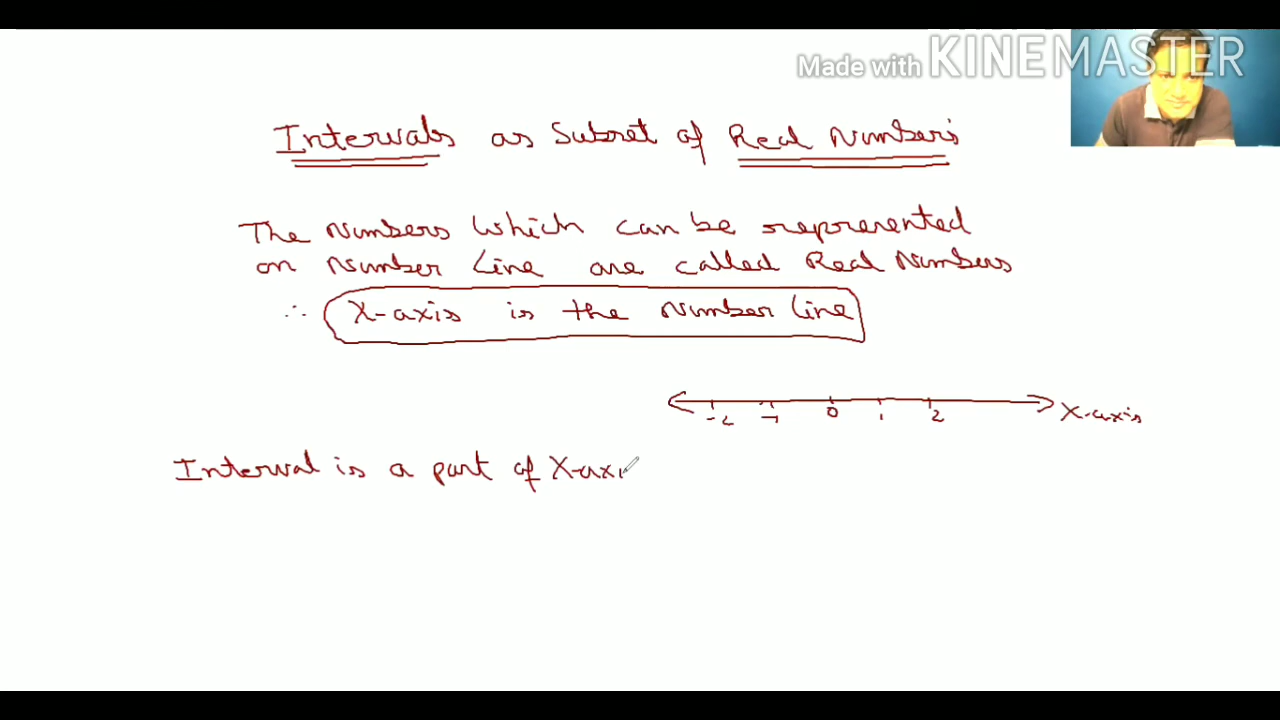 Made with KINEMASTER
Intervals as Subset of Real Numbers
The Numbers which can be represented
on Number Line are called Real Numbers
∴ X-axis is the Number Line
-2 -1 0 1 2 X-axis
Interval is a part of X-axi